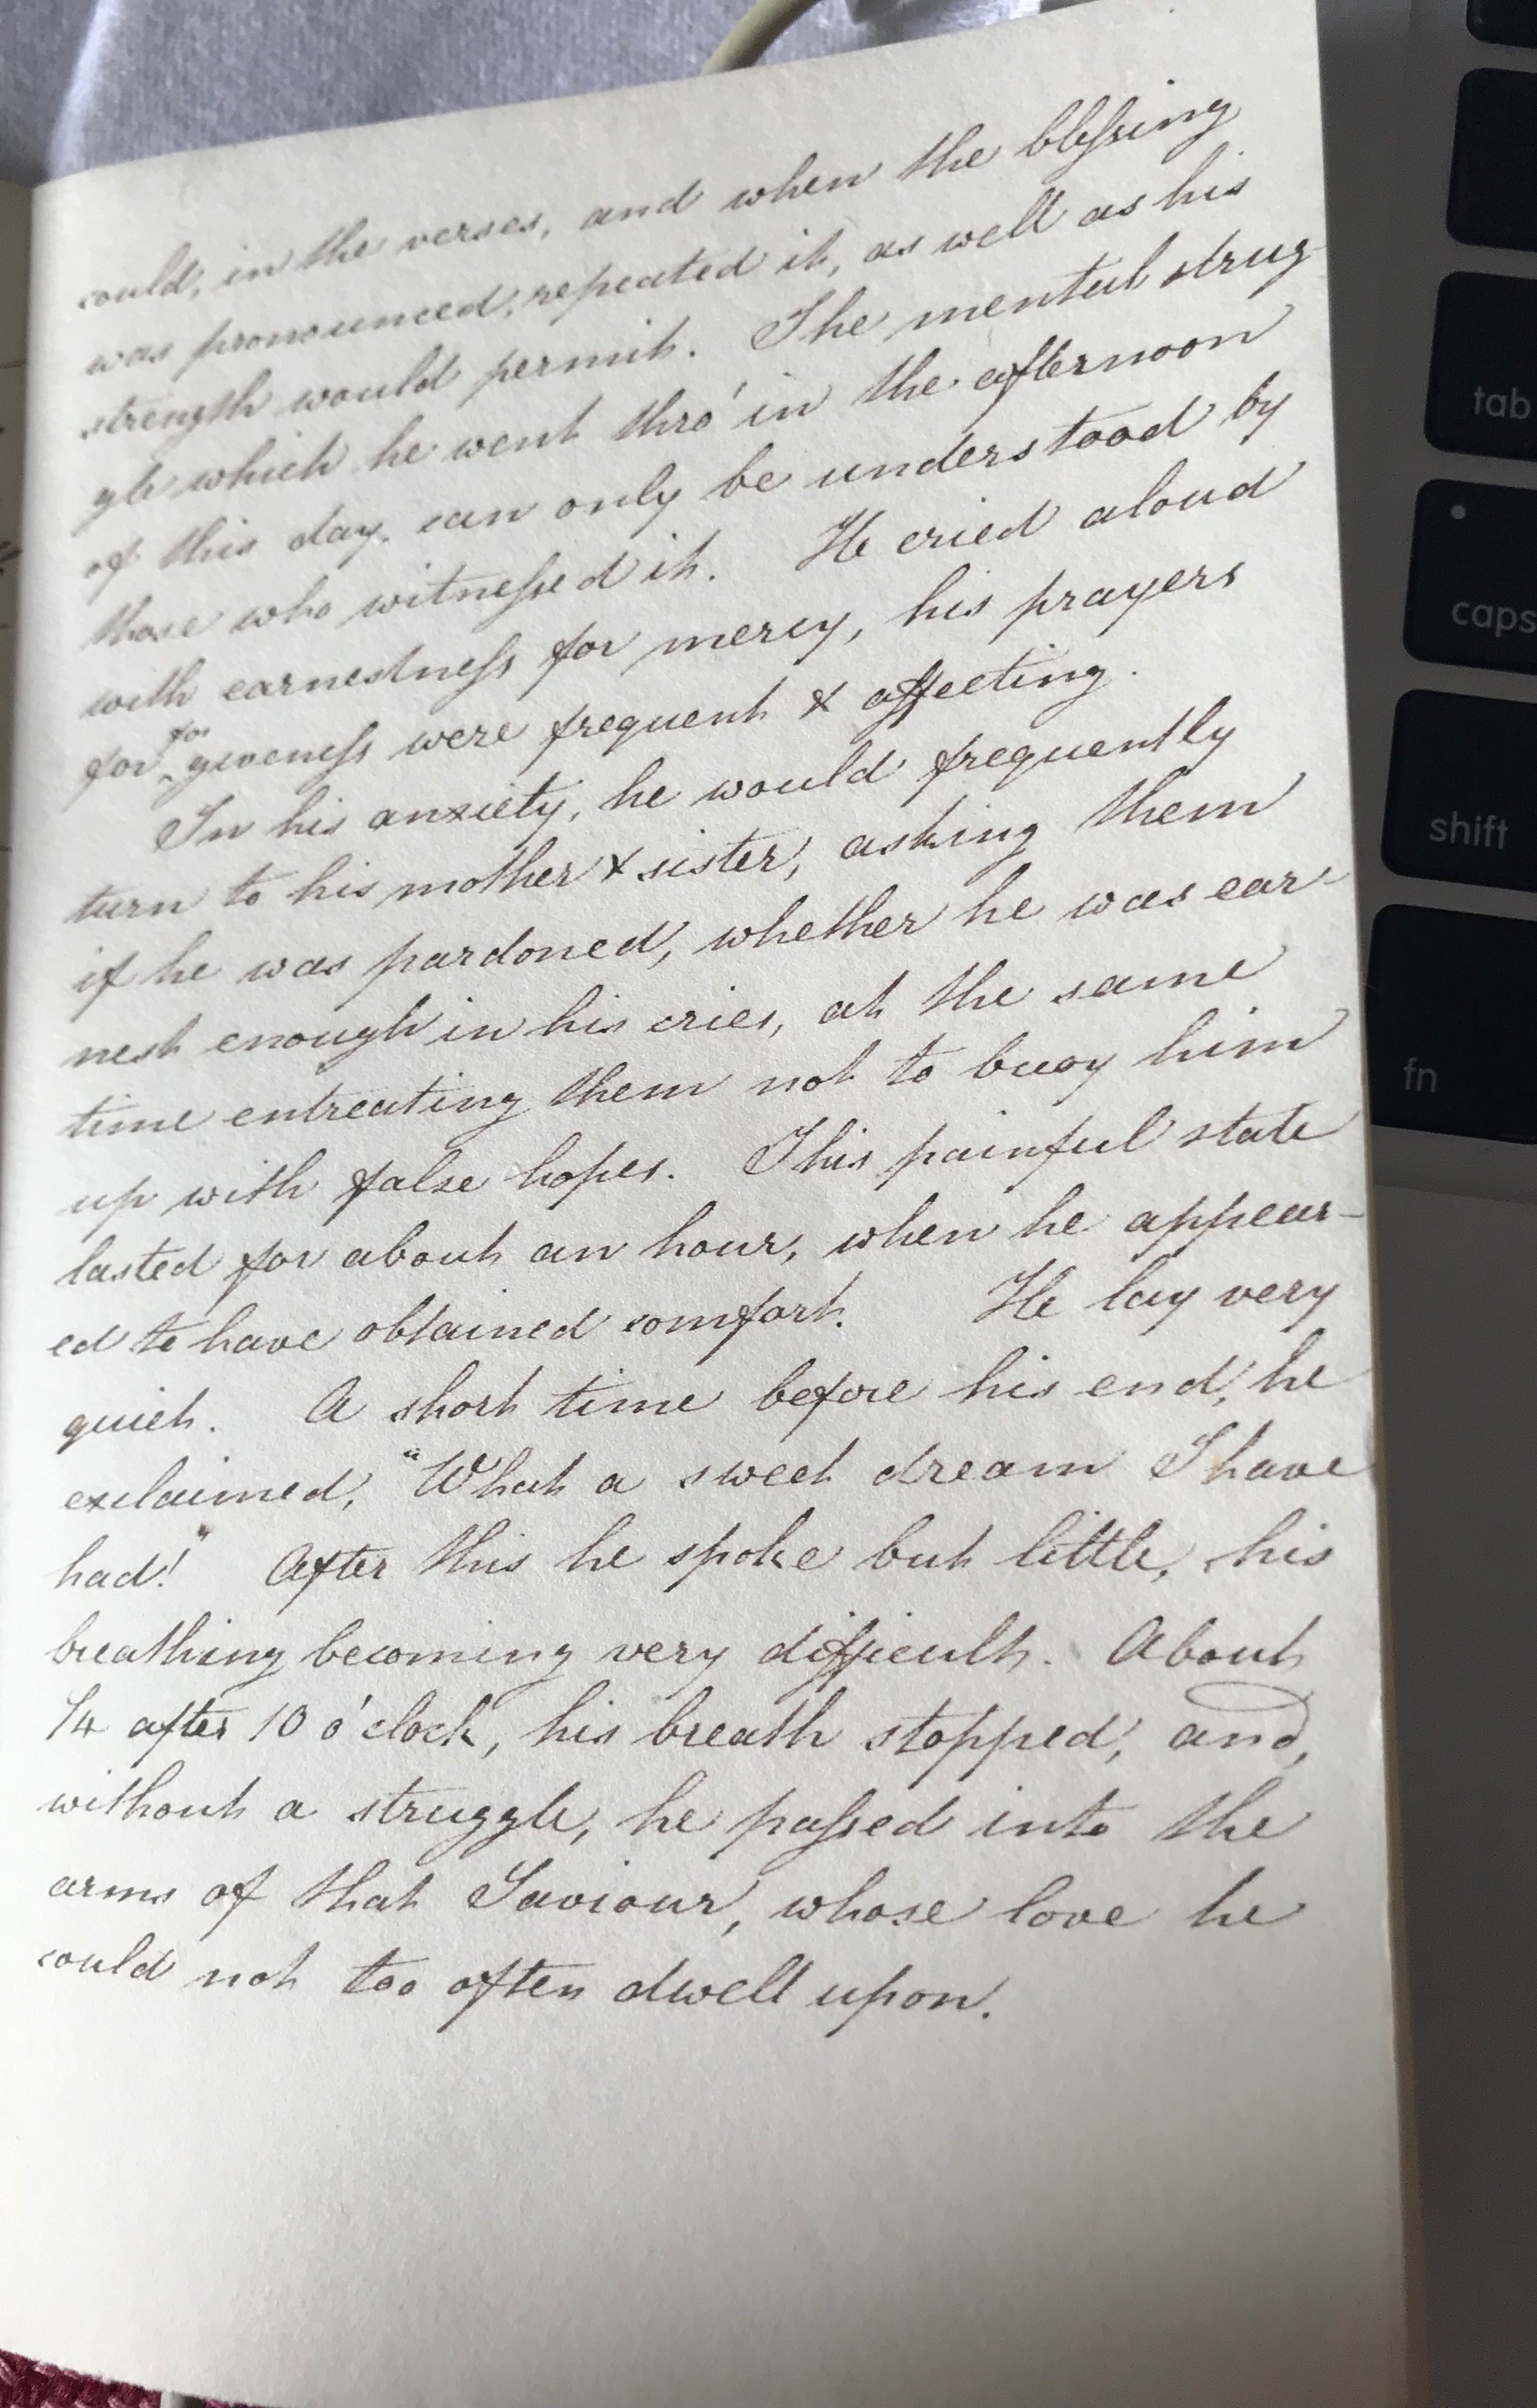 could, in the verses, and when the bleſsing
was pronounced, repeated it, as well as his
strength would permit. The mental strug-
gle which he went thro' in the afternoon
of this day. can only be understood by
those who witneſsed it. He cried aloud
with earnestneſs for mercy, his prayers
for
for ‸giveneſs were frequent & affecting.
In his anxiety, he would frequently
turn to his mother & sister, asking them
if he was pardoned, whether he was ear-
nest enough in his cries, at the same
time entreating them not to buoy him
up with false hopes. This painful state
lasted for about an hour, when he appear-
ed to have obtained comfort. He lay very
quiet. A short time before his end, he
exclaimed, "What a sweet dream I have
had!" After this he spoke but little, his
breathing becoming very difficult. About
1/4 after 10 o'clock, his breath stopped, and,
without a struggle, he paſsed into the
arms of that Saviour, whose love he
could not too often dwell upon.
tab
caps
shift
fn